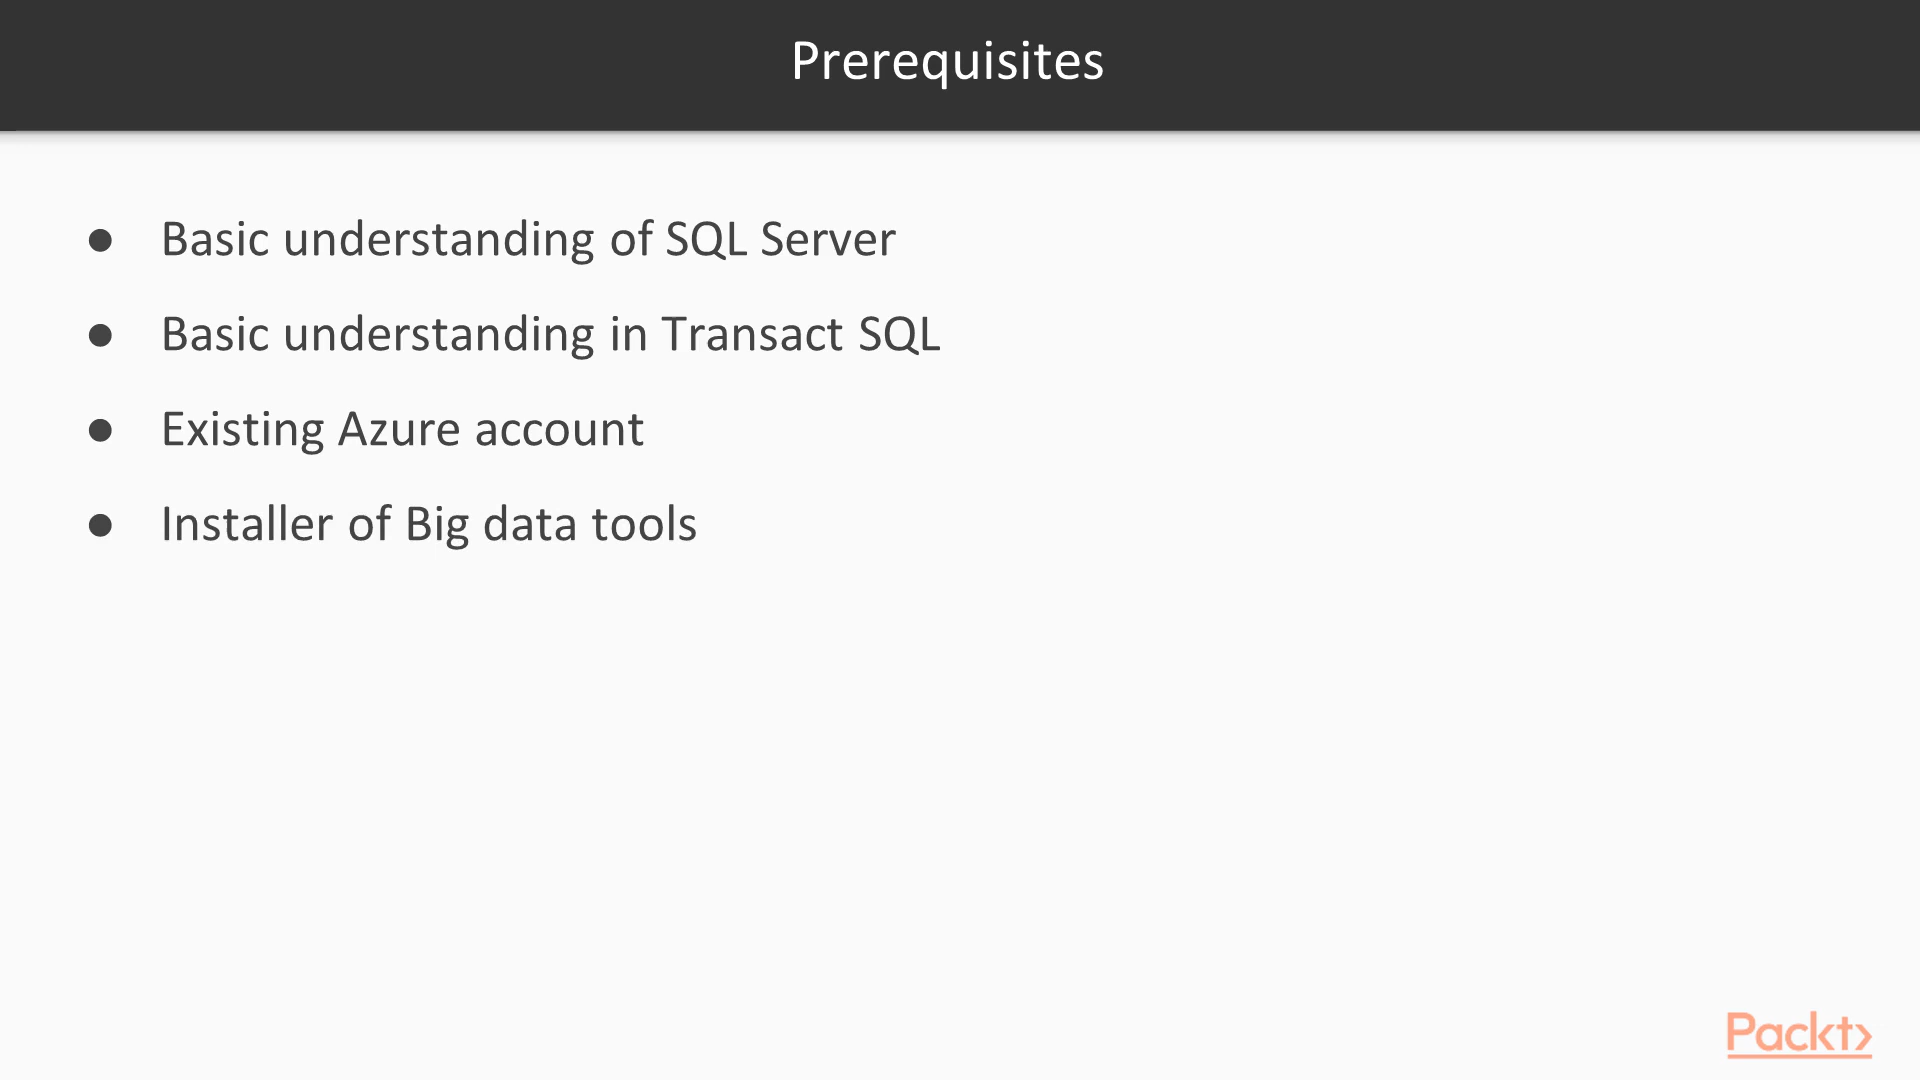 Prerequisites
● Basic understanding of SQL Server
● Basic understanding in Transact SQL
● Existing Azure account
● Installer of Big data tools
Packt>